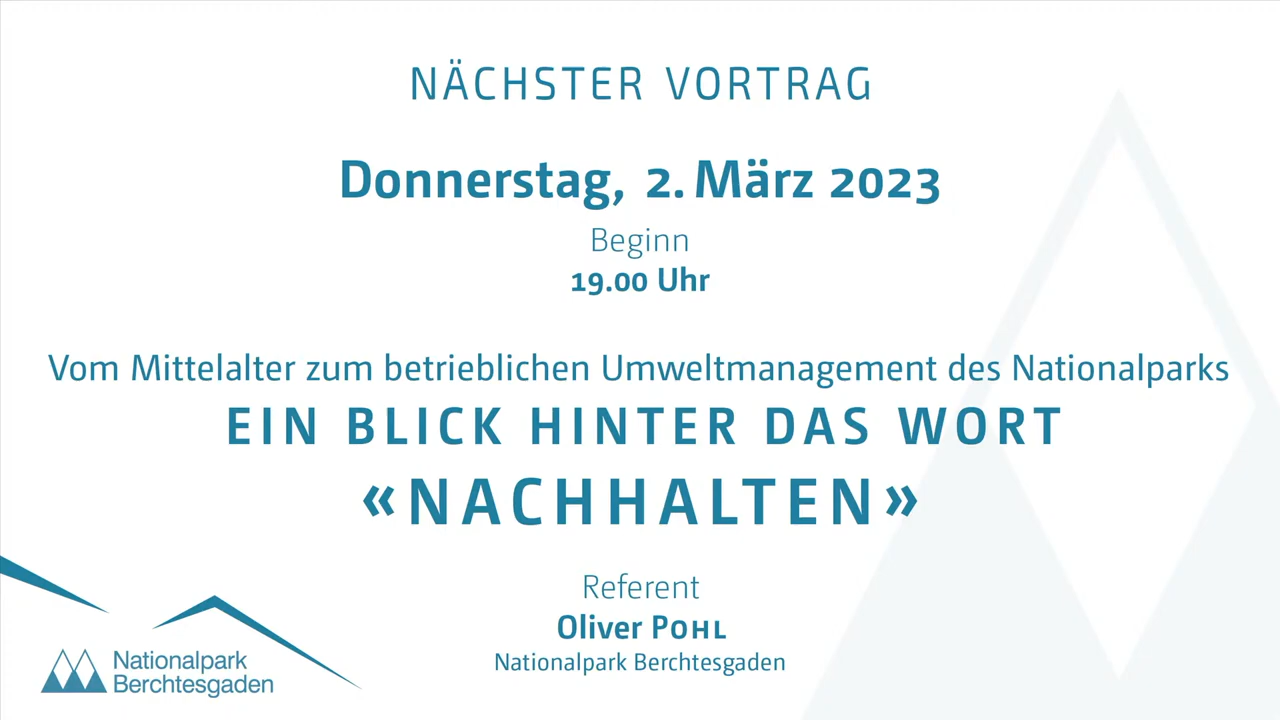 NÄCHSTER VORTRAG
Donnerstag, 2. März 2023
Beginn
19.00 Uhr
Vom Mittelalter zum betrieblichen Umweltmanagement des Nationalparks
EIN BLICK HINTER DAS WORT
«NACHHALTEN»
Referent
Oliver POHL
Nationalpark Berchtesgaden
Nationalpark
Berchtesgaden